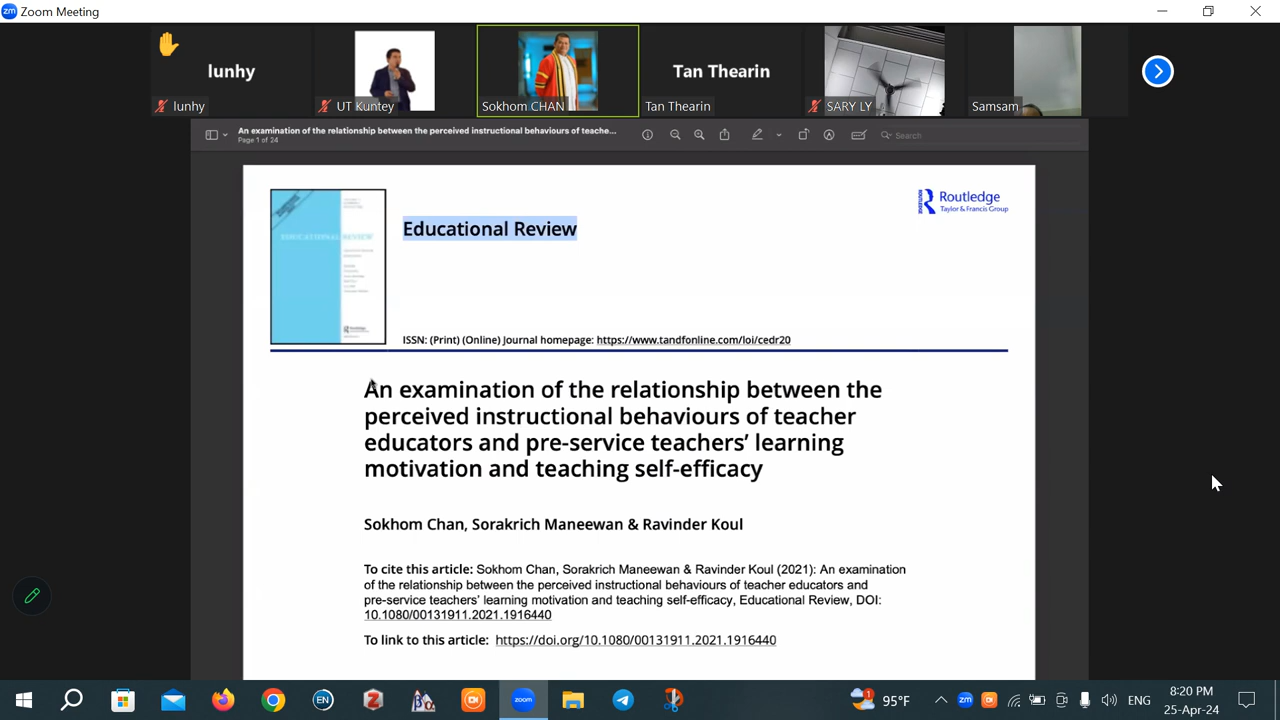 Zoom Meeting
lunhy
lunhy
UT Kuntey
Sokhom CHAN
Tan Thearin
Tan Thearin
SARY LY
Samsam
An examination of the relationship between the perceived instructional behaviours of teache...
Page 1 of 24
Search
EDUCATIONAL REVIEW
Educational Review
Routledge
Taylor & Francis Group
ISSN: (Print) (Online) Journal homepage: https://www.tandfonline.com/loi/cedr20
An examination of the relationship between the
perceived instructional behaviours of teacher
educators and pre-service teachers’ learning
motivation and teaching self-efficacy
Sokhom Chan, Sorakrich Maneewan & Ravinder Koul
To cite this article: Sokhom Chan, Sorakrich Maneewan & Ravinder Koul (2021): An examination
of the relationship between the perceived instructional behaviours of teacher educators and
pre-service teachers’ learning motivation and teaching self-efficacy, Educational Review, DOI:
10.1080/00131911.2021.1916440
To link to this article: https://doi.org/10.1080/00131911.2021.1916440
95°F
ENG
8:20 PM
25-Apr-24